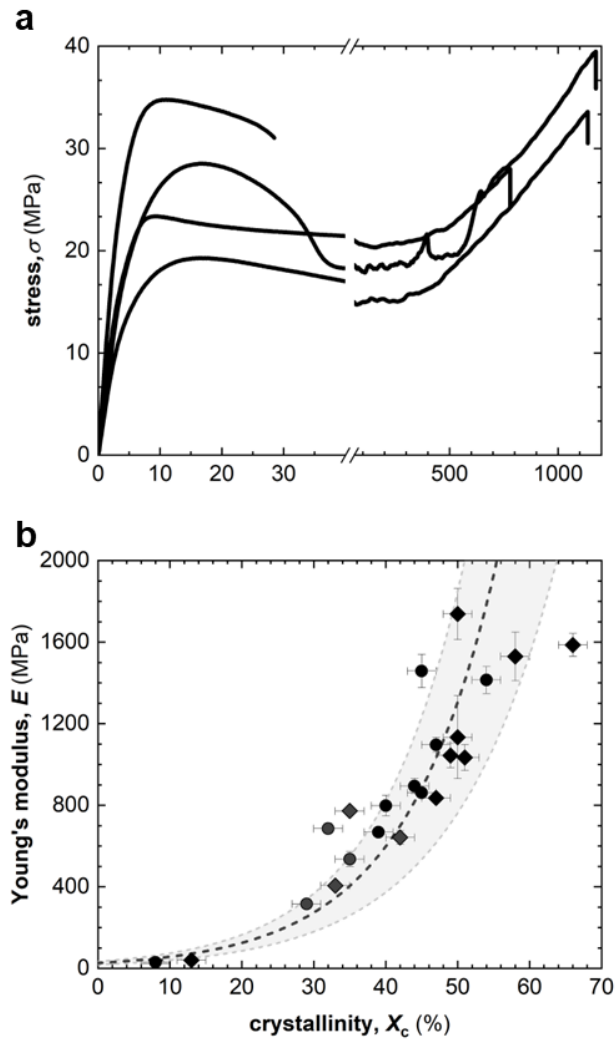 a
40
30
20
10
0
stress, σ (MPa)
0 10 20 30 500 1000
b
2000
1600
1200
800
400
0
Young's modulus, E (MPa)
0 10 20 30 40 50 60 70
crystallinity, Xc (%)